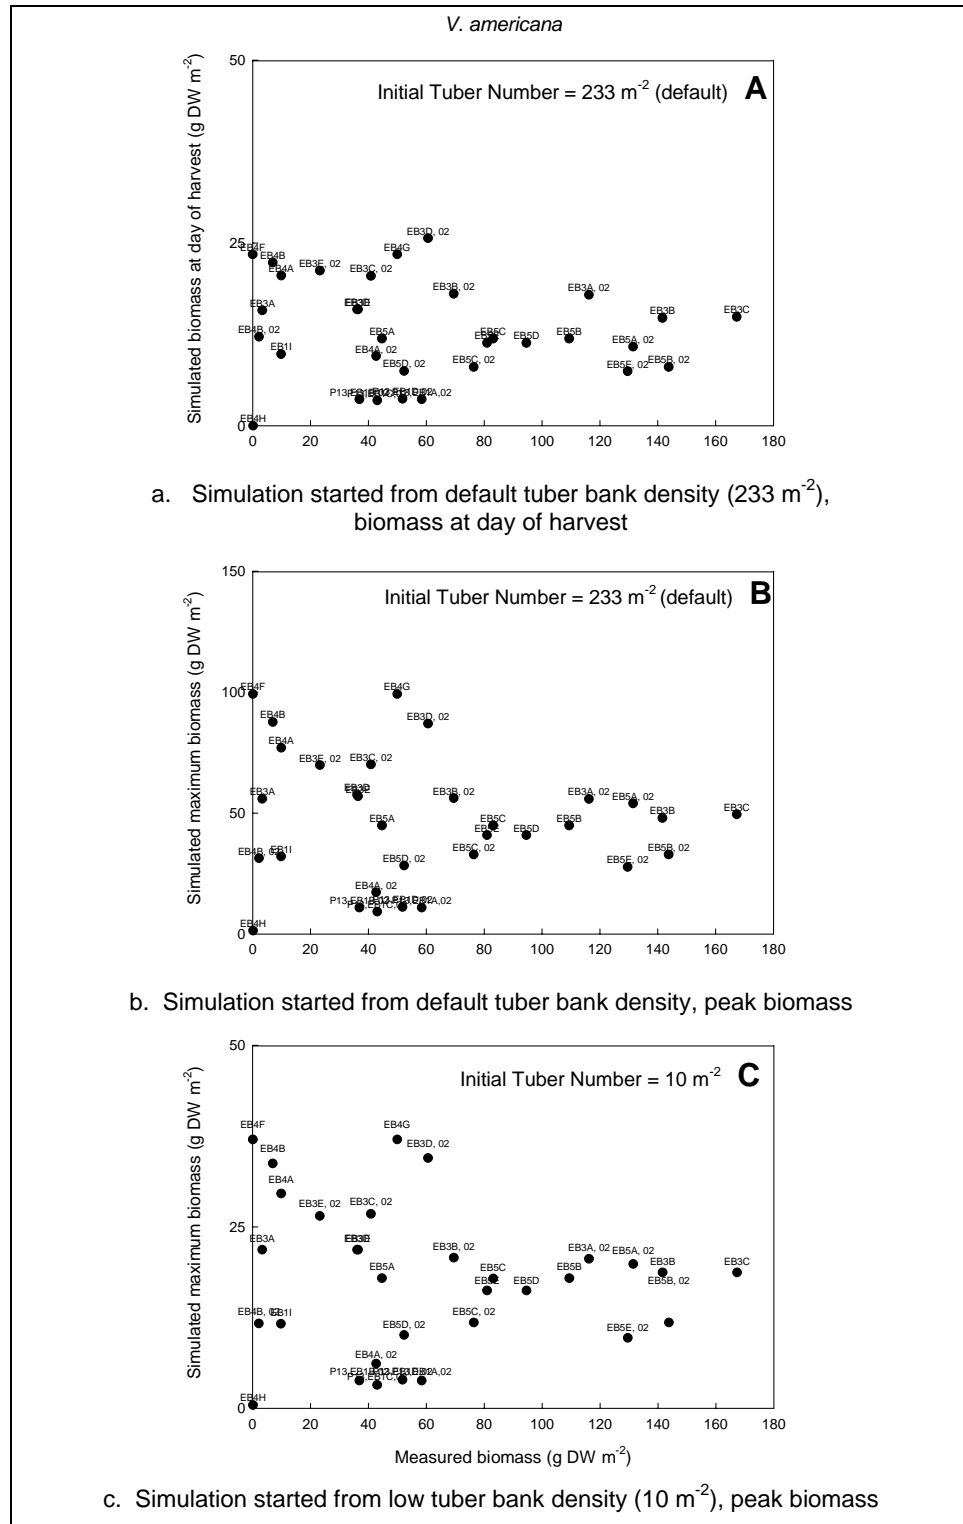 V. americana
50
Initial Tuber Number = 233 m-2 (default) A
Simulated biomass at day of harvest (g DW m-2)
EB3D, 02
25
EB4F
EB4G
EB4B
EB4A
EB3E, 02
EB3C, 02
EB3B, 02
EB3A, 02
EB3A
EB3B
EB3C
EB4B, 02
EB5A
EB5C
EB5D
EB5B
EB5A, 02
EB1I
EB4A, 02
EB5D, 02
EB5C, 02
EB5E, 02
EB5B, 02
EB4H
0
0 20 40 60 80 100 120 140 160 180
a. Simulation started from default tuber bank density (233 m-2),
biomass at day of harvest
150
Initial Tuber Number = 233 m-2 (default) B
Simulated maximum biomass (g DW m-2)
100
EB4F
EB4G
EB4B
EB3D, 02
EB4A
EB3E, 02
EB3C, 02
EB3A
EB3D
EB3E
EB3B, 02
EB3A, 02
EB5A, 02
50
EB5A
EB5C
EB5E
EB5D
EB5B
EB3B
EB3C
EB4B, 02
EB1I
EB5D, 02
EB5C, 02
EB5E, 02
EB5B, 02
EB4A, 02
EB4H
0
0 20 40 60 80 100 120 140 160 180
b. Simulation started from default tuber bank density, peak biomass
50
Initial Tuber Number = 10 m-2 C
Simulated maximum biomass (g DW m-2)
EB4F
EB4G
EB4B
EB3D, 02
EB4A
EB3E, 02
EB3C, 02
25
EB3A
EB3B, 02
EB3A, 02
EB5A, 02
EB5A
EB5C
EB5E
EB5D
EB5B
EB3B
EB3C
EB5B, 02
EB4B, 02
EB1I
EB5D, 02
EB5C, 02
EB5E, 02
EB4A, 02
EB4H
0
0 20 40 60 80 100 120 140 160 180
Measured biomass (g DW m-2)
c. Simulation started from low tuber bank density (10 m-2), peak biomass